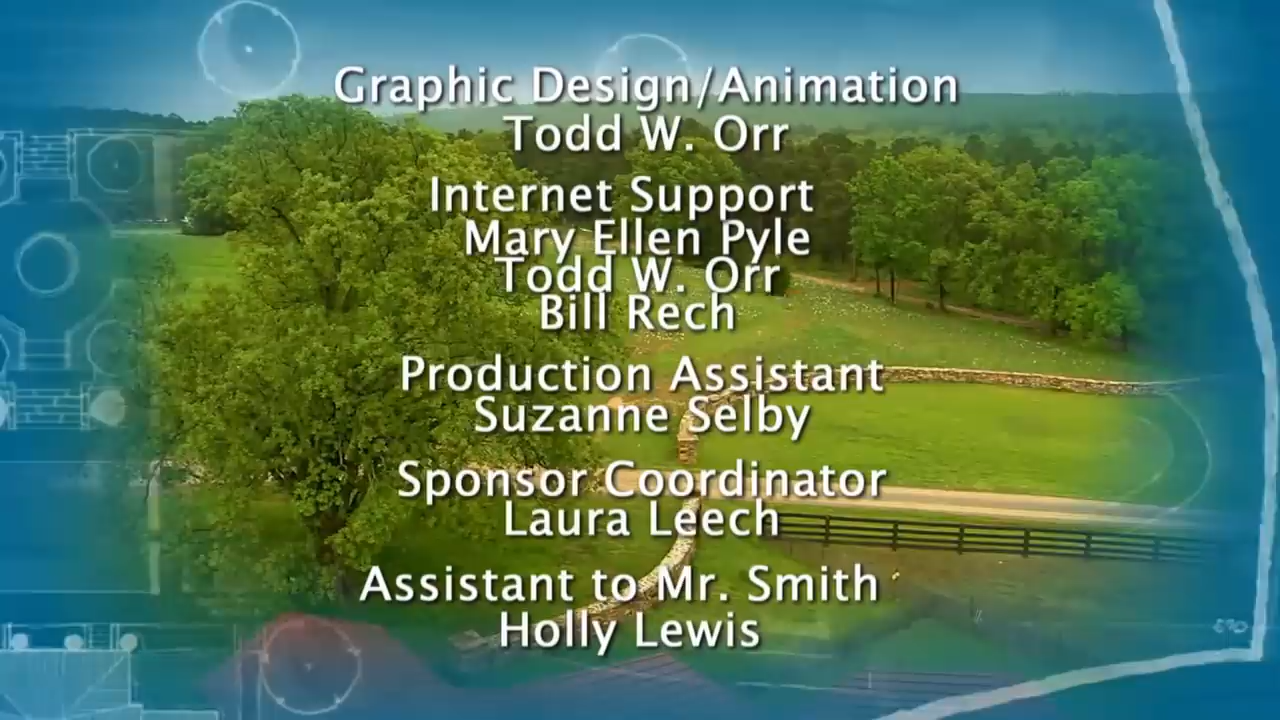 Graphic Design/Animation
Todd W. Orr
Internet Support
Mary Ellen Pyle
Todd W. Orr
Bill Rech
Production Assistant
Suzanne Selby
Sponsor Coordinator
Laura Leech
Assistant to Mr. Smith
Holly Lewis